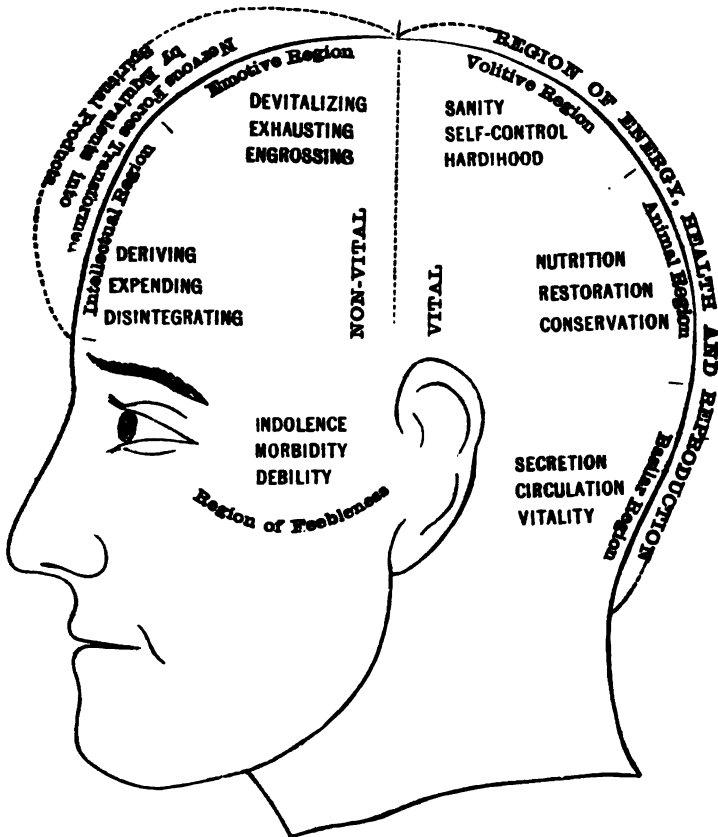 Nervous Forces Transformed
by Equivalents into
Spiritual Products.
Emotive Region
Intellectual Region
DEVITALIZING
EXHAUSTING
ENGROSSING
DERIVING
EXPENDING
DISINTEGRATING
NON-VITAL
VITAL
REGION OF ENERGY, HEALTH AND REPRODUCTION
Volitive Region
SANITY
SELF-CONTROL
HARDIHOOD
Animal Region
NUTRITION
RESTORATION
CONSERVATION
INDOLENCE
MORBIDITY
DEBILITY
Region of Feebleness
SECRETION
CIRCULATION
VITALITY
Region